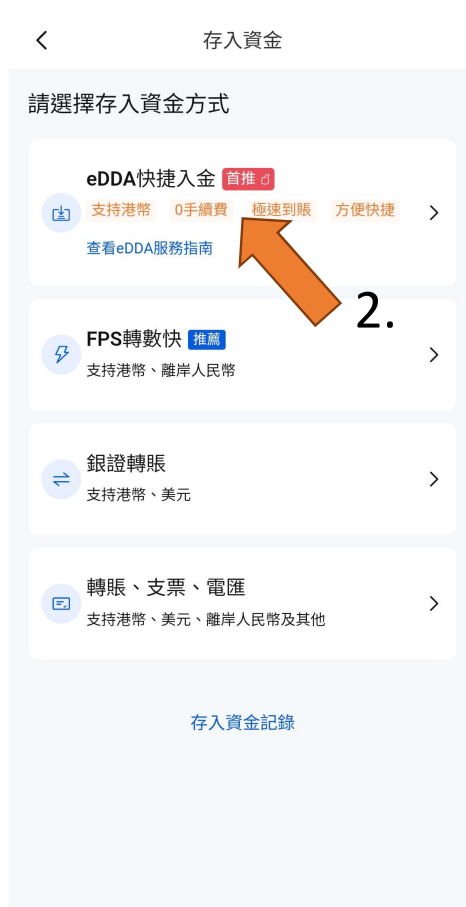 存入資金
請選擇存入資金方式
eDDA快捷入金 首推
支持港幣 0手續費 極速到賬 方便快捷
查看eDDA服務指南
2.
FPS轉數快 推薦
支持港幣、離岸人民幣
銀證轉賬
支持港幣、美元
轉賬、支票、電匯
支持港幣、美元、離岸人民幣及其他
存入資金記錄